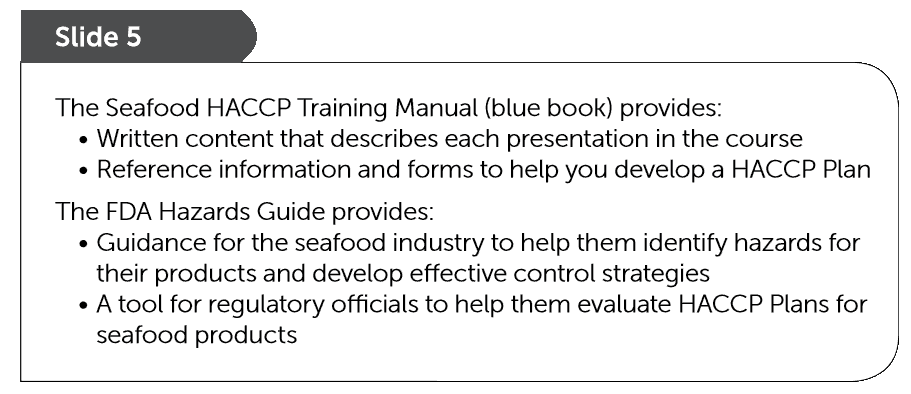 Slide 5
The Seafood HACCP Training Manual (blue book) provides:
• Written content that describes each presentation in the course
• Reference information and forms to help you develop a HACCP Plan
The FDA Hazards Guide provides:
• Guidance for the seafood industry to help them identify hazards for
their products and develop effective control strategies
• A tool for regulatory officials to help them evaluate HACCP Plans for
seafood products